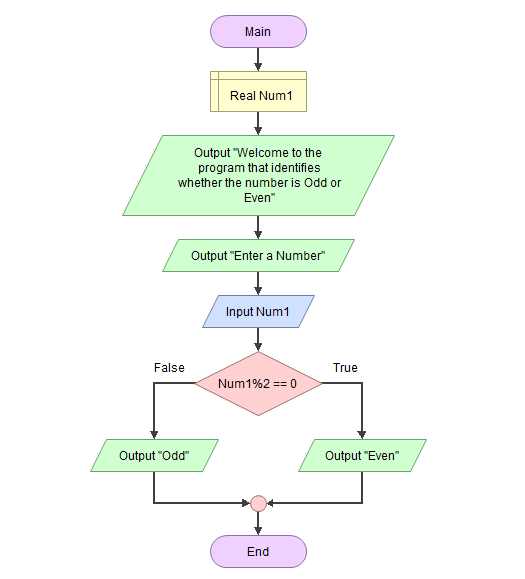 Main
Real Num1
Output "Welcome to the
program that identifies
whether the number is Odd or
Even"
Output "Enter a Number"
Input Num1
False
True
Num1%2 == 0
Output "Odd"
Output "Even"
End